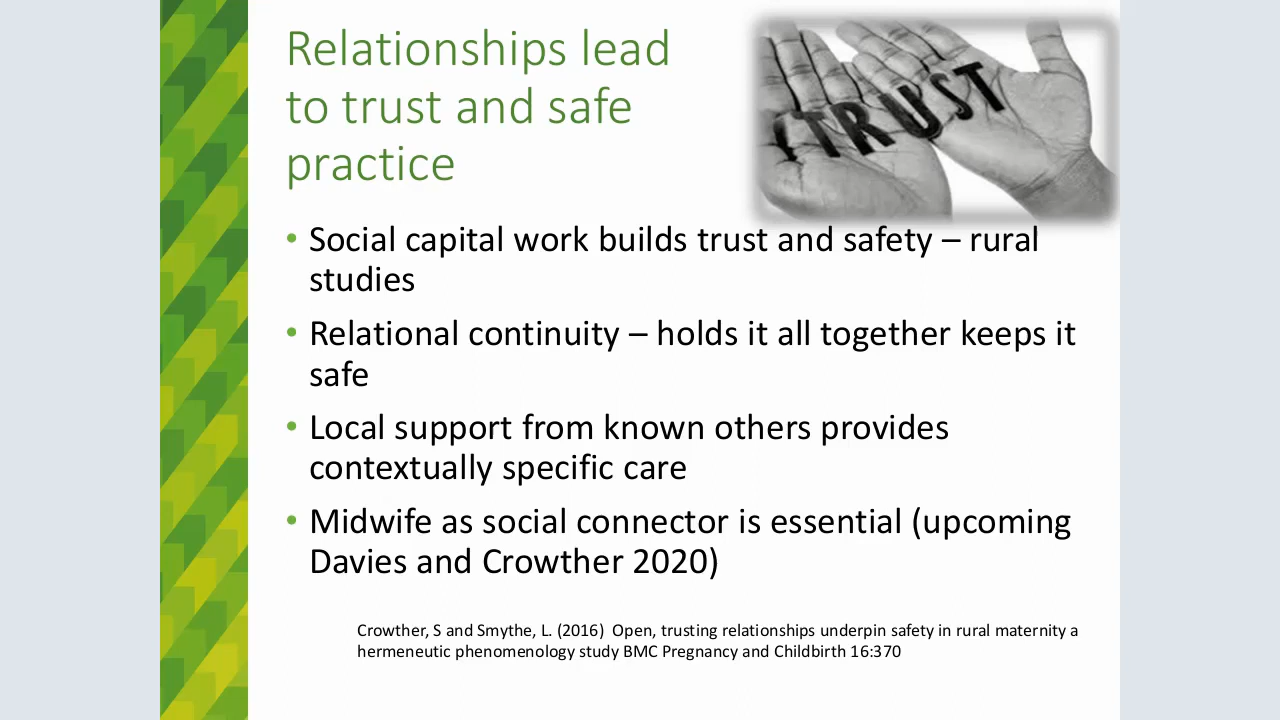 Relationships lead
to trust and safe
practice
TRUST
• Social capital work builds trust and safety – rural
studies
• Relational continuity – holds it all together keeps it
safe
• Local support from known others provides
contextually specific care
• Midwife as social connector is essential (upcoming
Davies and Crowther 2020)
Crowther, S and Smythe, L. (2016) Open, trusting relationships underpin safety in rural maternity a
hermeneutic phenomenology study BMC Pregnancy and Childbirth 16:370